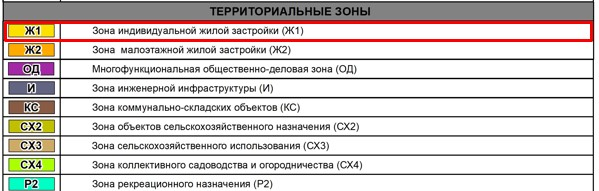 ТЕРРИТОРИАЛЬНЫЕ ЗОНЫ
Ж1 Зона индивидуальной жилой застройки (Ж1)
Ж2 Зона малоэтажной жилой застройки (Ж2)
ОД Многофункциональная общественно-деловая зона (ОД)
И Зона инженерной инфраструктуры (И)
КС Зона коммунально-складских объектов (КС)
СХ2 Зона объектов сельскохозяйственного назначения (СХ2)
СХ3 Зона сельскохозяйственного использования (СХ3)
СХ4 Зона коллективного садоводства и огородничества (СХ4)
Р2 Зона рекреационного назначения (Р2)